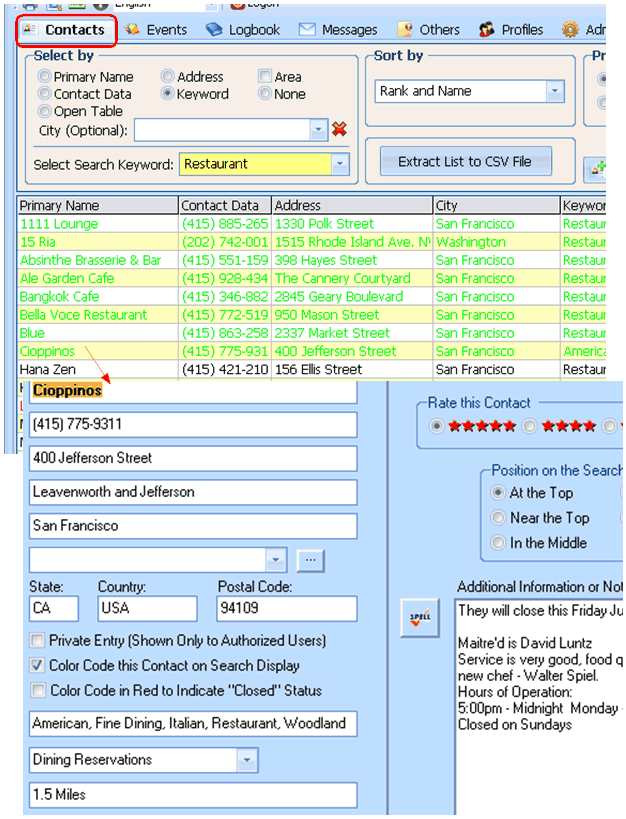 English Logon
Contacts Events Logbook Messages Others Profiles
Select by
Primary Name Address Area
Contact Data Keyword None
Open Table
City (Optional):
Select Search Keyword: Restaurant
Sort by
Rank and Name
Extract List to CSV File
Primary Name Contact Data Address City Keywor
1111 Lounge (415) 885-265 1330 Polk Street San Francisco Restaur
15 Ria (202) 742-001 1515 Rhode Island Ave. Washington Restaur
Absinthe Brasserie & Bar (415) 551-159 398 Hayes Street San Francisco Restaur
Ale Garden Cafe (415) 928-434 The Cannery Courtyard San Francisco Restaur
Bangkok Cafe (415) 346-882 2845 Geary Boulevard San Francisco Restaur
Bella Voce Restaurant (415) 772-519 950 Mason Street San Francisco Restaur
Blue (415) 863-258 2337 Market Street San Francisco Restaur
Cioppinos (415) 775-931 400 Jefferson Street San Francisco America
Hana Zen (415) 421-210 156 Ellis Street San Francisco Restaur
Cioppinos
(415) 775-9311
400 Jefferson Street
Leavenworth and Jefferson
San Francisco
...
State: Country: Postal Code:
CA USA 94109
Private Entry (Shown Only to Authorized Users)
Color Code this Contact on Search Display
Color Code in Red to Indicate "Closed" Status
American, Fine Dining, Italian, Restaurant, Woodland
Dining Reservations
1.5 Miles
Rate this Contact
Position on the Search
At the Top
Near the Top
In the Middle
SPELL
Additional Information or Not
They will close this Friday Ju
Maitre'd is David Luntz
Service is very good, food q
new chef - Walter Spiel.
Hours of Operation:
5:00pm - Midnight Monday -
Closed on Sundays